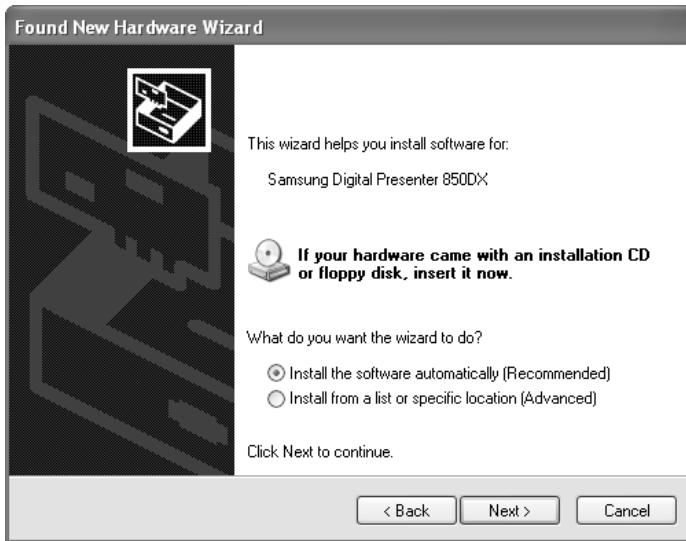 Found New Hardware Wizard
This wizard helps you install software for:
Samsung Digital Presenter 850DX
If your hardware came with an installation CD
or floppy disk, insert it now.
What do you want the wizard to do?
Install the software automatically (Recommended)
Install from a list or specific location (Advanced)
Click Next to continue.
< Back
Next >
Cancel